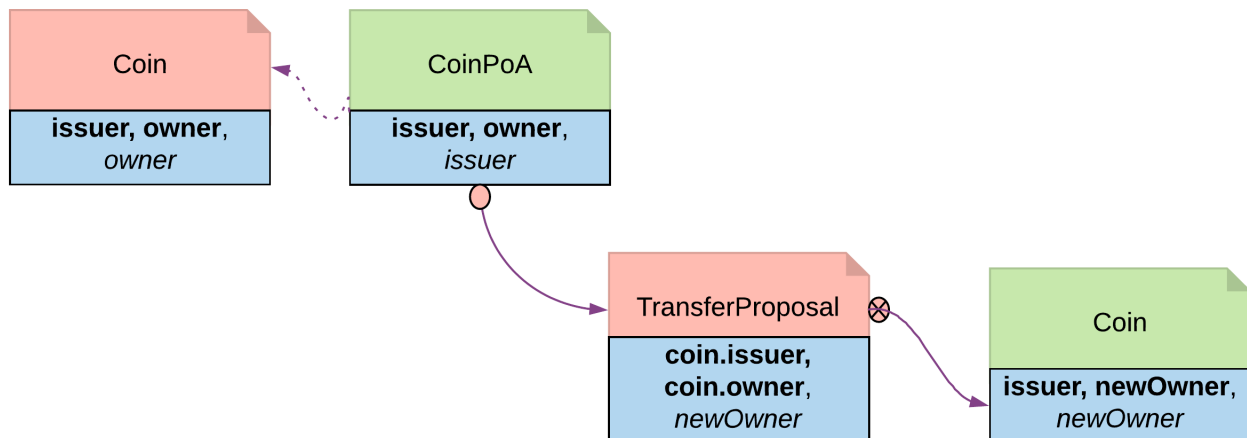 Coin
issuer, owner,
owner
CoinPoA
issuer, owner,
issuer
TransferProposal
coin.issuer,
coin.owner,
newOwner
Coin
issuer, newOwner,
newOwner